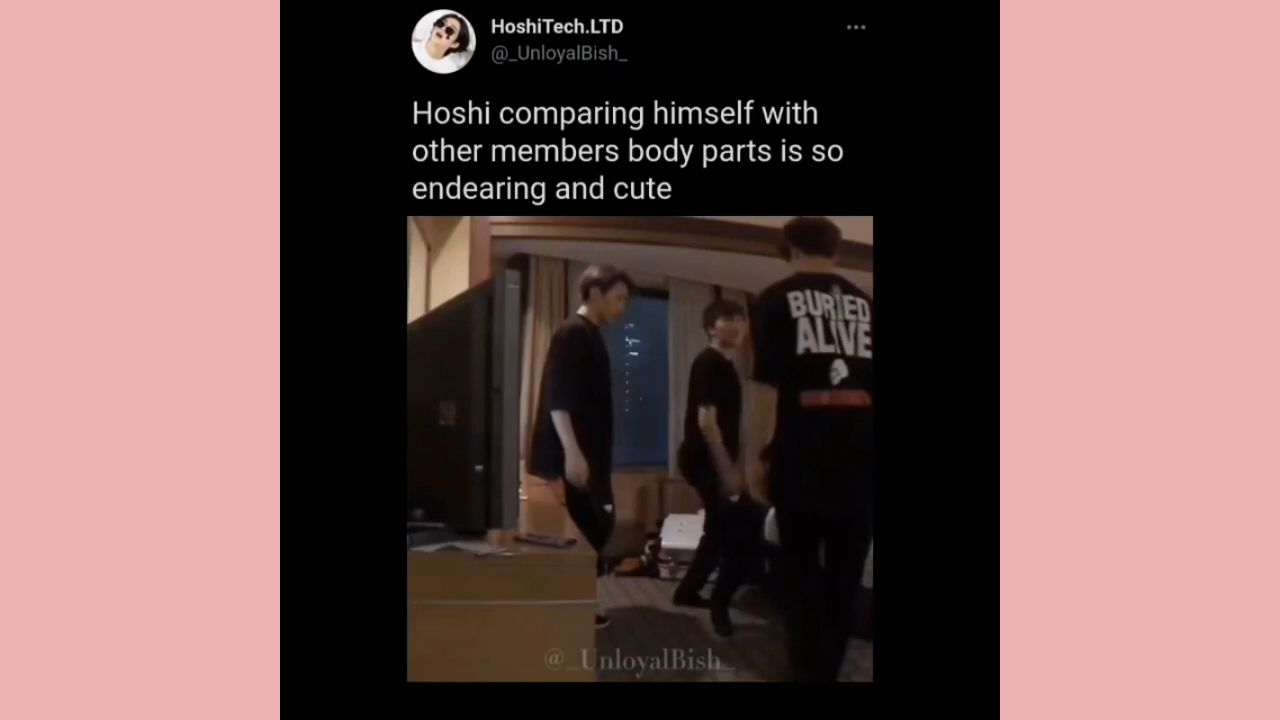 HoshiTech.LTD
@_UnloyalBish_
Hoshi comparing himself with
other members body parts is so
endearing and cute
BURIED
ALIVE
@_UnloyalBish_